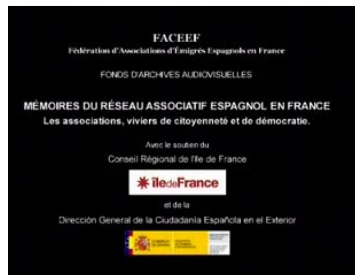 FACEEF
Fédération d'Associations d'Émigrés Espagnols en France
FONDS D'ARCHIVES AUDIOVISUELLES
MÉMOIRES DU RÉSEAU ASSOCIATIF ESPAGNOL EN FRANCE
Les associations, viviers de citoyenneté et de démocratie.
Avec le soutien du
Conseil Régional de l'Ile de France
îledeFrance
et de la
Dirección General de la Ciudadanía Española en el Exterior